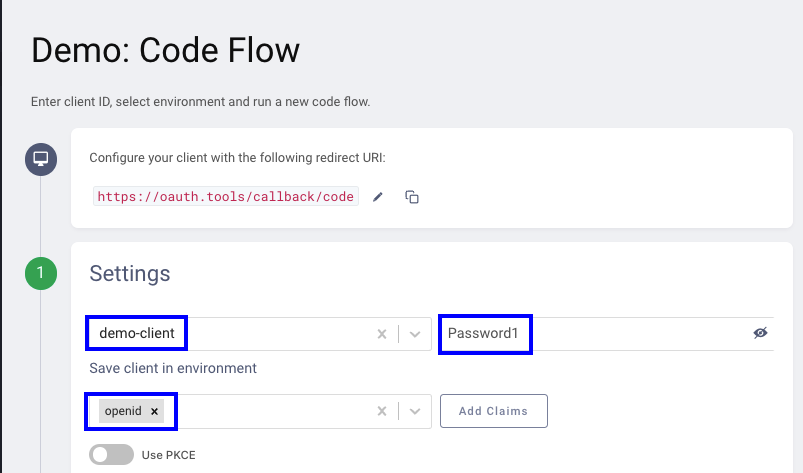 Demo: Code Flow
Enter client ID, select environment and run a new code flow.
Configure your client with the following redirect URI:
https://oauth.tools/callback/code
1
Settings
demo-client
Password1
Save client in environment
openid
Add Claims
Use PKCE